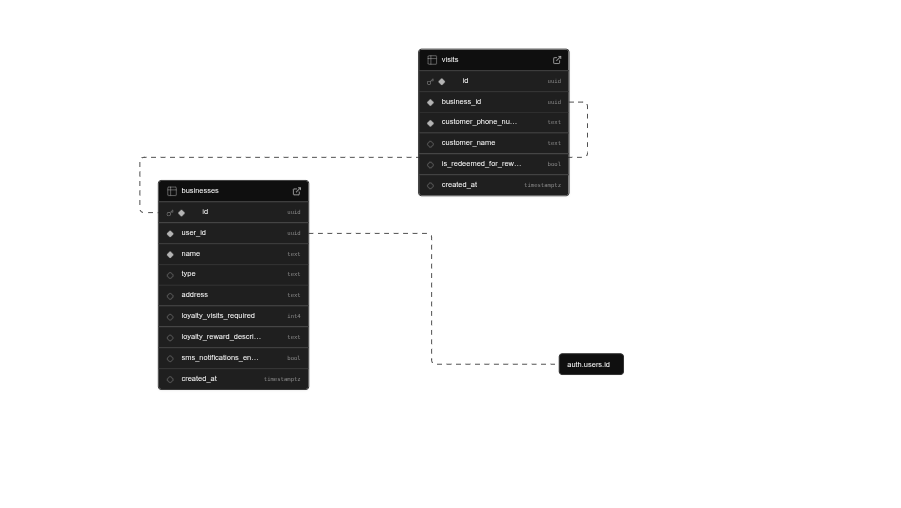 visits
id uuid
business_id uuid
customer_phone_nu... text
customer_name text
is_redeemed_for_rew... bool
created_at timestamptz
businesses
id uuid
user_id uuid
name text
type text
address text
loyalty_visits_required int4
loyalty_reward_descri... text
sms_notifications_en... bool
created_at timestamptz
auth.users.id